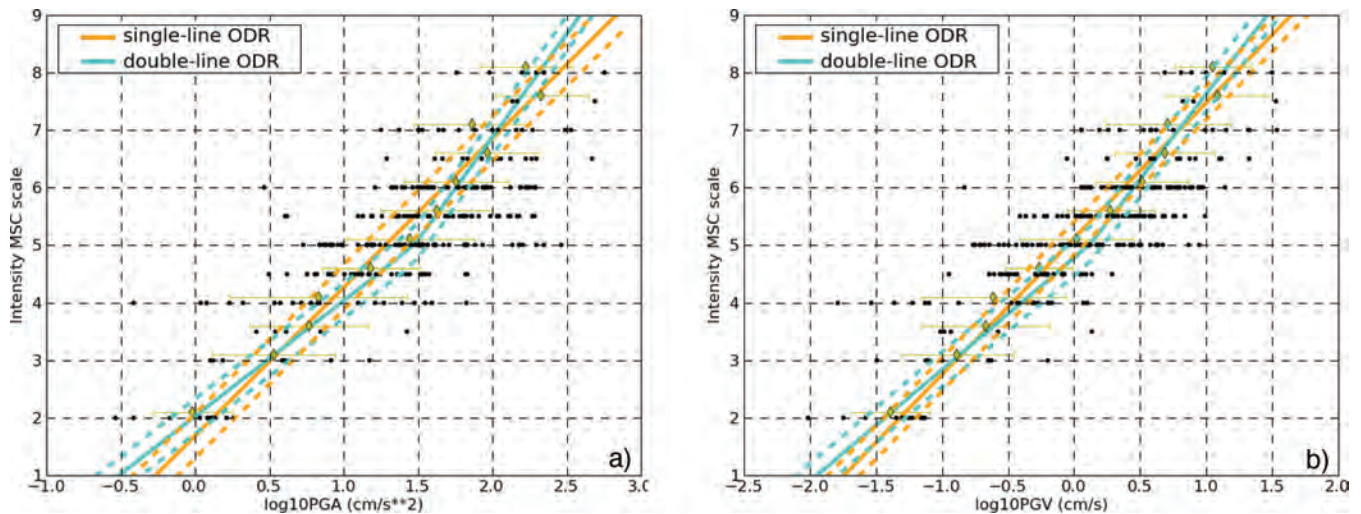 9
8
7
6
5
4
3
2
1
Intensity MSC scale
single-line ODR
double-line ODR
−1.0 −0.5 0.0 0.5 1.0 1.5 2.0 2.5 3.0
log10PGA (cm/s**2)
a)
9
8
7
6
5
4
3
2
1
Intensity MSC scale
single-line ODR
double-line ODR
−2.5 −2.0 −1.5 −1.0 −0.5 0.0 0.5 1.0 1.5 2.0
log10PGV (cm/s)
b)